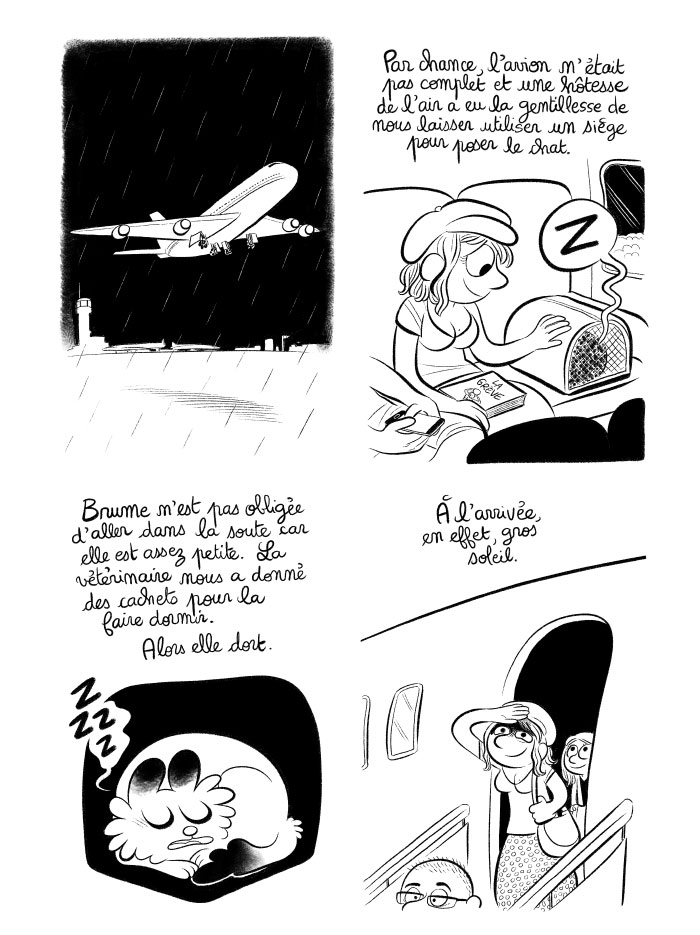 Par chance, l'avion n'était
pas complet et une hôtesse
de l'air a eu la gentillesse de
nous laisser utiliser un siège
pour poser le chat.
Z
LA
GRÈVE
Brume n'est pas obligée
d'aller dans la soute car
elle est assez petite. La
vétérinaire nous a donné
des cachets pour la
faire dormir.
Alors elle dort.
Z
ZZ
Z
À l'arrivée,
en effet, gros
soleil.